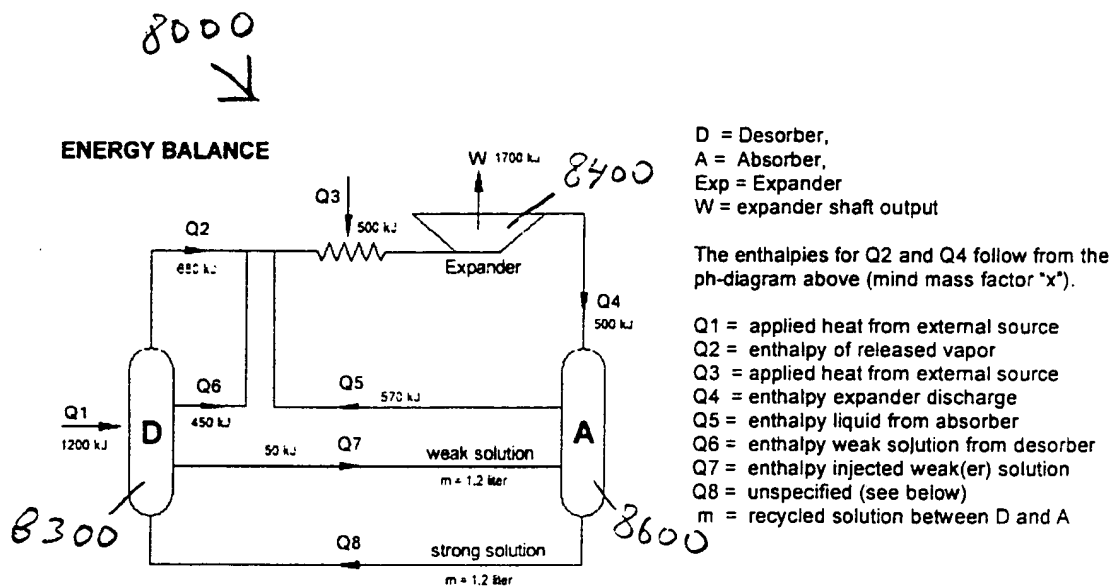 8000
ENERGY BALANCE
W 1700 kJ
8400
Q3
500 kJ
Q2
680 kJ
Expander
Q4
500 kJ
Q6
450 kJ
Q5
570 kJ
Q1
1200 kJ
D
A
50 kJ
Q7
weak solution
m = 1,2 liter
8300
8600
Q8
strong solution
m = 1,2 liter
D = Desorber,
A = Absorber,
Exp = Expander
W = expander shaft output
The enthalpies for Q2 and Q4 follow from the
ph-diagram above (mind mass factor "x").
Q1 = applied heat from external source
Q2 = enthalpy of released vapor
Q3 = applied heat from external source
Q4 = enthalpy expander discharge
Q5 = enthalpy liquid from absorber
Q6 = enthalpy weak solution from desorber
Q7 = enthalpy injected weak(er) solution
Q8 = unspecified (see below)
m = recycled solution between D and A